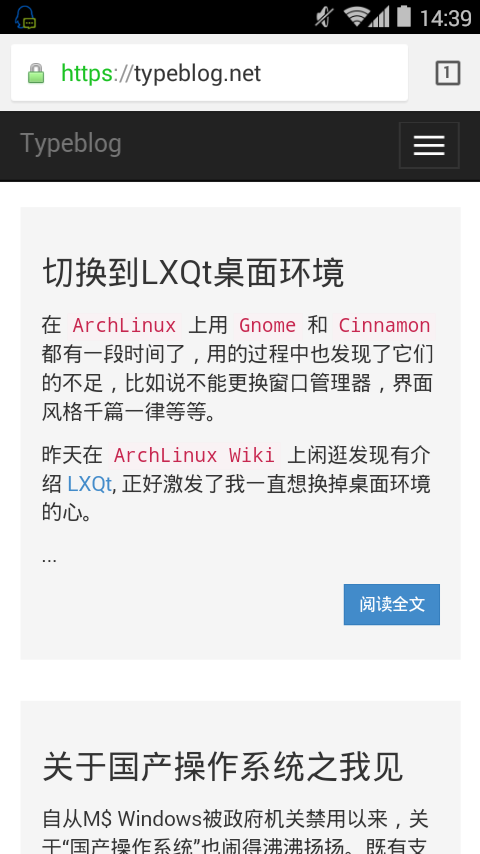 14:39
https://typeblog.net
1
Typeblog
切换到LXQt桌面环境
在 ArchLinux 上用 Gnome 和 Cinnamon
都有一段时间了，用的过程中也发现了它们
的不足，比如说不能更换窗口管理器，界面
风格千篇一律等等。
昨天在 ArchLinux Wiki 上闲逛发现有介
绍 LXQt, 正好激发了我一直想换掉桌面环境
的心。
...
阅读全文
关于国产操作系统之我见
自从M$ Windows被政府机关禁用以来，关
于“国产操作系统”也闹得沸沸扬扬。既有支